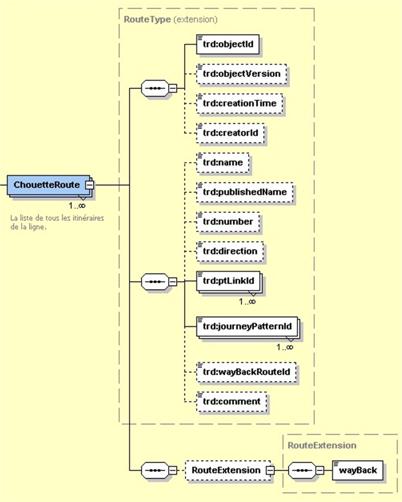 RouteType (extension)
trd:objectId
trd:objectVersion
trd:creationTime
trd:creatorId
trd:name
ChouetteRoute
1..∞
La liste de tous les itinéraires
de la ligne.
trd:publishedName
trd:number
trd:direction
trd:ptLinkId
1..∞
trd:journeyPatternId
1..∞
trd:wayBackRouteId
trd:comment
RouteExtension
RouteExtension
wayBack